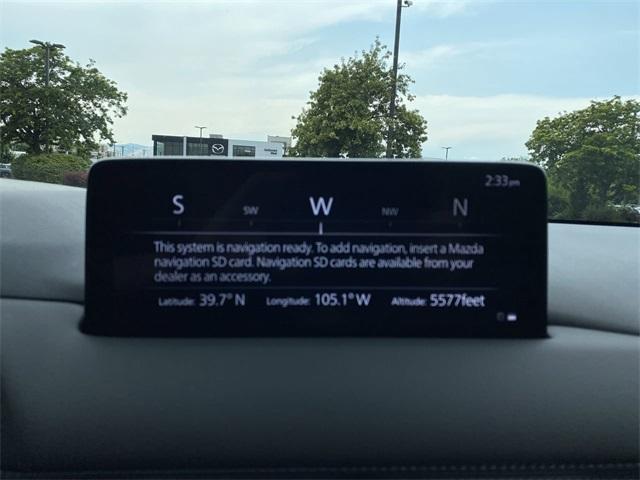 2:33pm
S SW W NW N
This system is navigation ready. To add navigation, insert a Mazda
navigation SD card. Navigation SD cards are available from your
dealer as an accessory.
Latitude: 39.7° N Longitude: 105.1° W Altitude: 5577feet